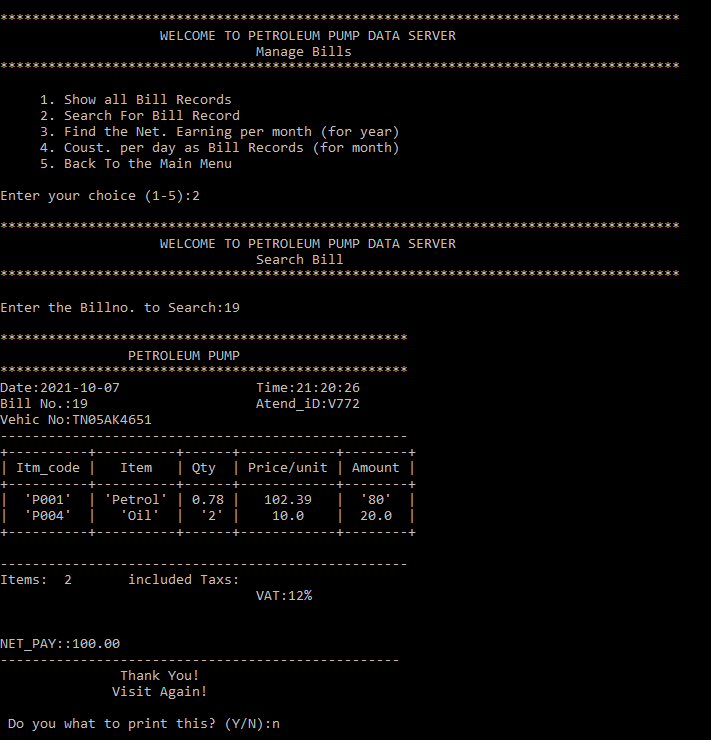 *************************************************************************************
WELCOME TO PETROLEUM PUMP DATA SERVER
Manage Bills
*************************************************************************************
1. Show all Bill Records
2. Search For Bill Record
3. Find the Net. Earning per month (for year)
4. Coust. per day as Bill Records (for month)
5. Back To the Main Menu
Enter your choice (1-5):2
*************************************************************************************
WELCOME TO PETROLEUM PUMP DATA SERVER
Search Bill
*************************************************************************************
Enter the Billno. to Search:19
***************************************************
PETROLEUM PUMP
***************************************************
Date:2021-10-07                 Time:21:20:26
Bill No.:19                     Atend_iD:V772
Vehic No:TN05AK4651
---------------------------------------------------
+----------+----------+------+------------+--------+
| Itm_code |   Item   | Qty  | Price/unit | Amount |
+----------+----------+------+------------+--------+
|  'P001'  | 'Petrol' | 0.78 |   102.39   |  '80'  |
|  'P004'  |   'Oil'  |  '2' |    10.0    |  20.0  |
+----------+----------+------+------------+--------+
---------------------------------------------------
Items:  2       included Taxs:
VAT:12%
NET_PAY::100.00
--------------------------------------------------
Thank You!
Visit Again!
Do you what to print this? (Y/N):n